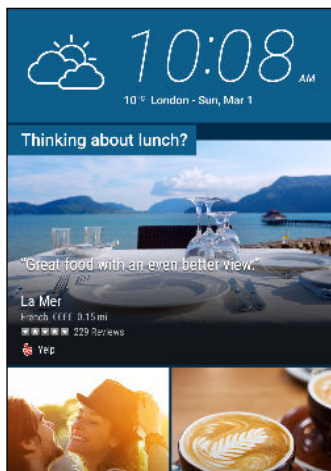 10:08 AM
10° London - Sun, Mar 1
Thinking about lunch?
"Great food with an even better view."
La Mer
French, €€€€ 0.15 mi
229 Reviews
Yelp